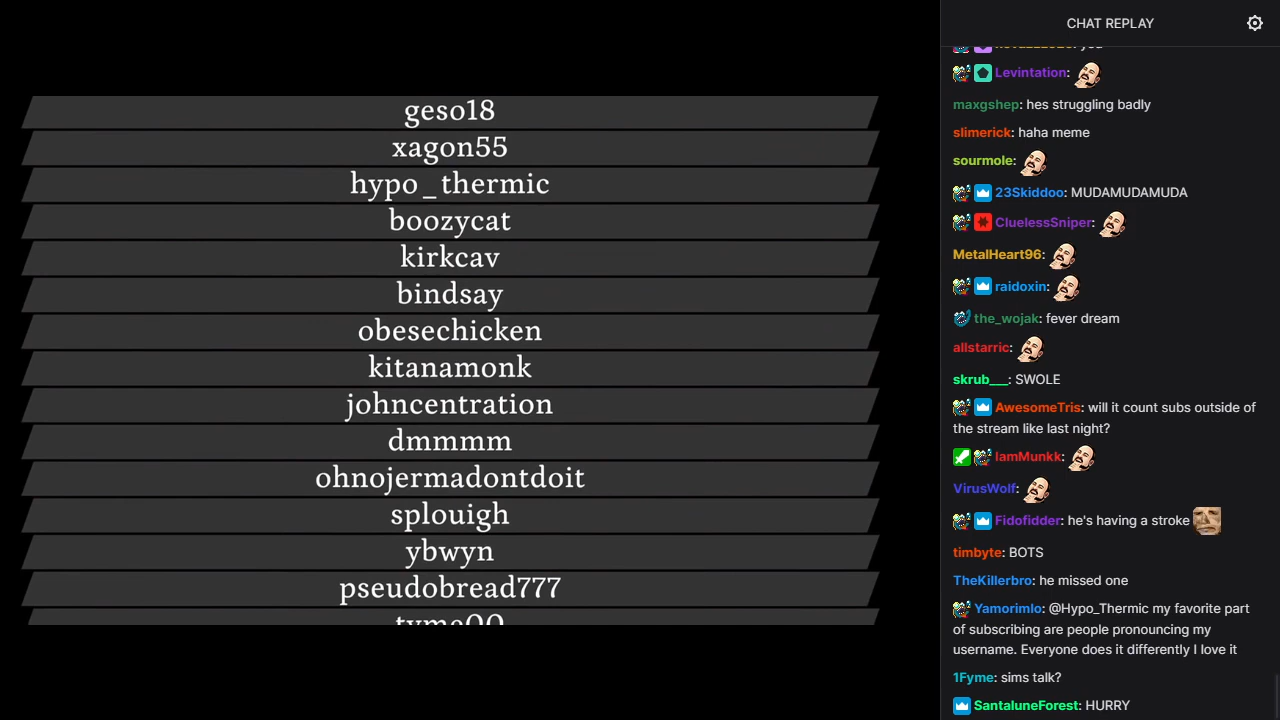 geso18
xagon55
hypo_thermic
boozycat
kirkcav
bindsay
obesechicken
kitanamonk
johncentration
dmmmm
ohnojermadontdoit
splouigh
ybwyn
pseudobread777
CHAT REPLAY
Levintation:
maxgshep: hes struggling badly
slimerick: haha meme
sourmole:
23Skiddoo: MUDAMUDAMUDA
CluelessSniper:
MetalHeart96:
raidoxin:
the_wojak: fever dream
allstarric:
skrub___: SWOLE
AwesomeTris: will it count subs outside of
the stream like last night?
IamMunkk:
VirusWolf:
Fidofidder: he's having a stroke
timbyte: BOTS
TheKillerbro: he missed one
Yamorimlo: @Hypo_Thermic my favorite part
of subscribing are people pronouncing my
username. Everyone does it differently I love it
1Fyme: sims talk?
SantaluneForest: HURRY